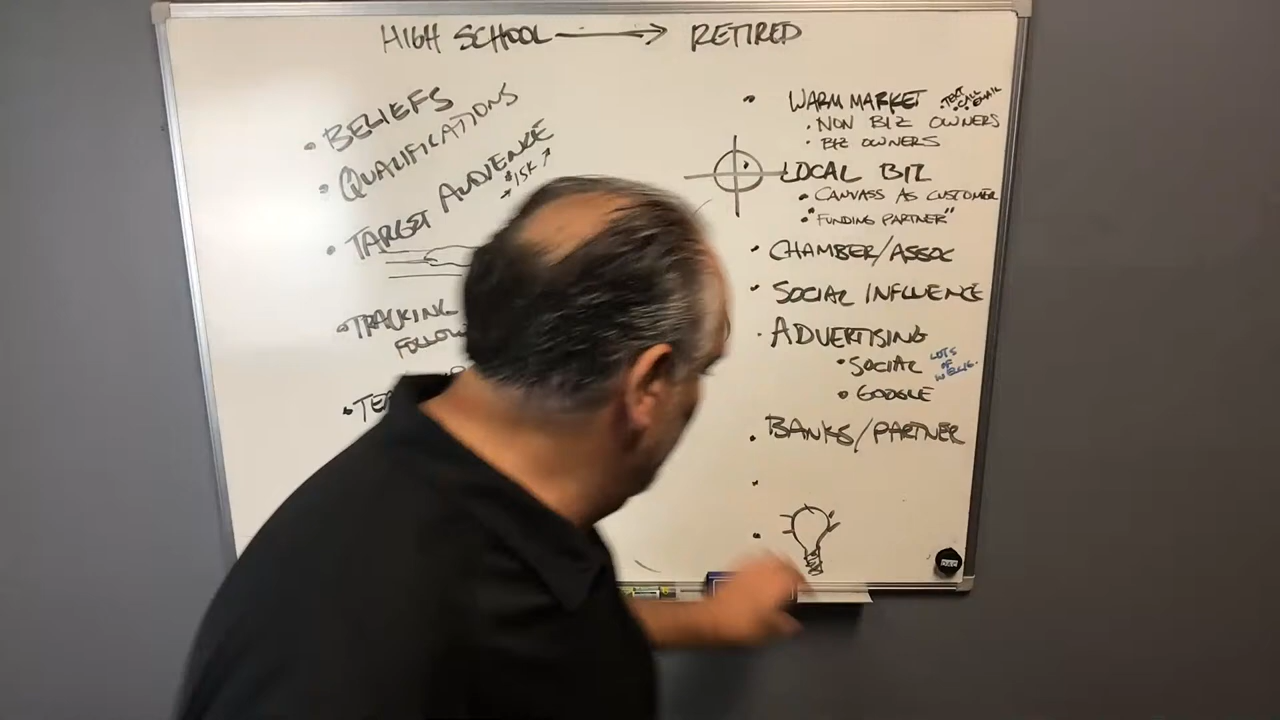 HIGH SCHOOL → RETIRED
• BELIEFS
• QUALIFICATIONS
• TARGET AUDIENCE
→ $15K ↗
• TRACKING
FOLLOW
• WARM MARKET
• TEXT
• CALL
• EMAIL
• NON BIZ OWNERS
• BIZ OWNERS
LOCAL BIZ
• CANVASS AS CUSTOMER
• "FUNDING PARTNER"
• CHAMBER/ASSOC
• SOCIAL INFLUENCE
• ADVERTISING
• SOCIAL
LOTS
OF
• GOOGLE
• BANKS/PARTNER